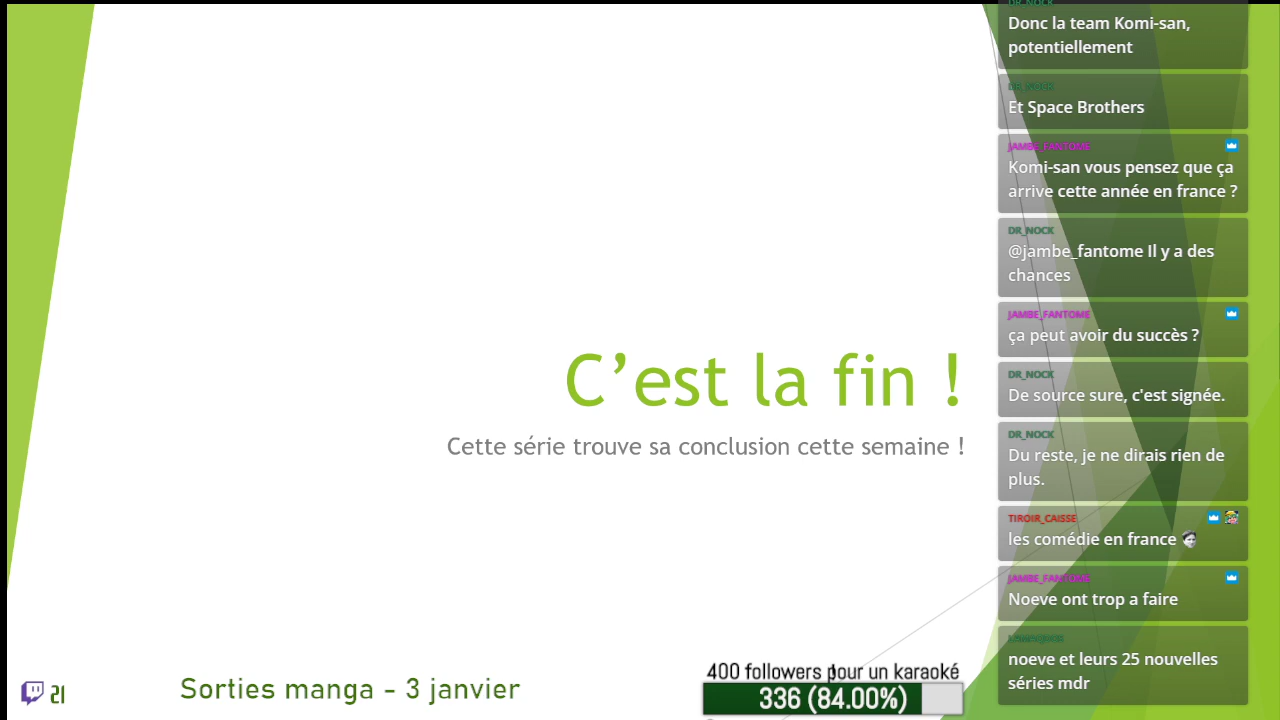 C'est la fin !
Cette série trouve sa conclusion cette semaine !
21
Sorties manga - 3 janvier
400 followers pour un karaoké
336 (84.00%)
DR_NOCK
Donc la team Komi-san,
potentiellement
DR_NOCK
Et Space Brothers
JAMBE_FANTOME
Komi-san vous pensez que ça
arrive cette année en france ?
DR_NOCK
@jambe_fantome Il y a des
chances
JAMBE_FANTOME
ça peut avoir du succès ?
DR_NOCK
De source sure, c'est signée.
DR_NOCK
Du reste, je ne dirais rien de
plus.
TIROIR_CAISSE
les comédie en france
JAMBE_FANTOME
Noeve ont trop a faire
noeve et leurs 25 nouvelles
séries mdr